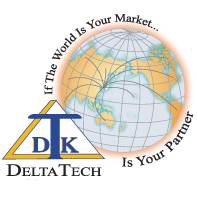 If The World Is Your Market...
Is Your Partner
DTK
DELTATECH